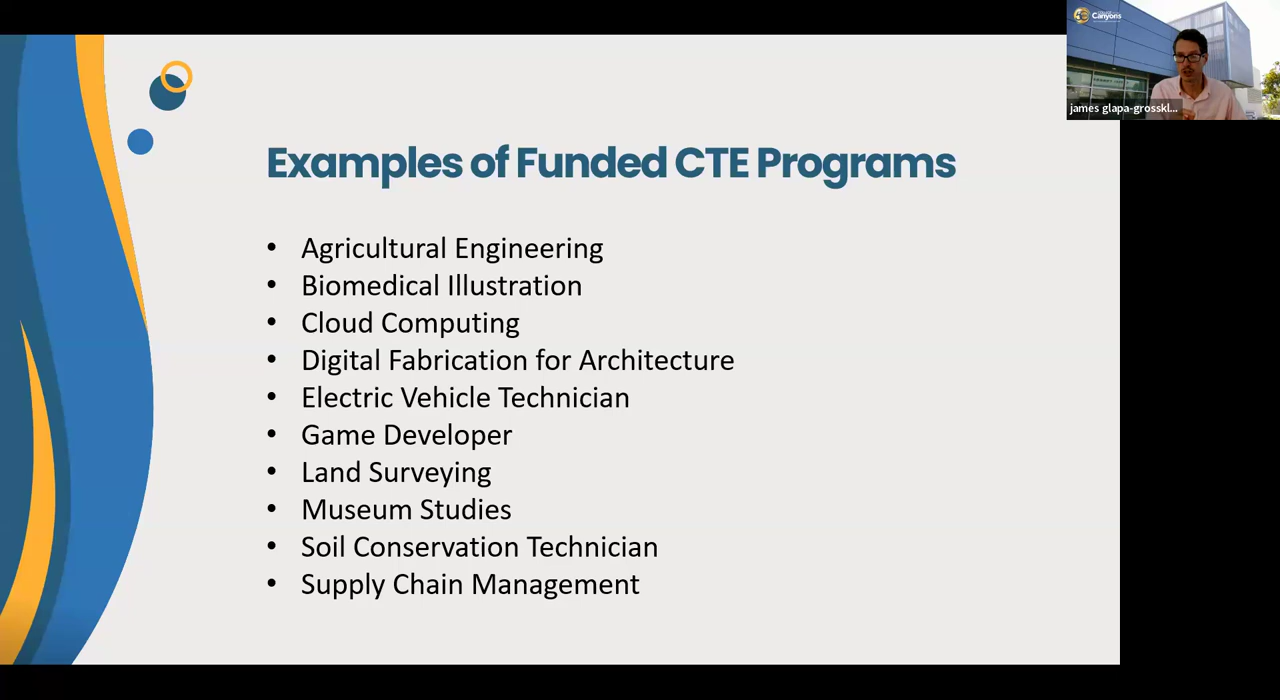 Canyons
james glapa-grosskl...
Examples of Funded CTE Programs
• Agricultural Engineering
• Biomedical Illustration
• Cloud Computing
• Digital Fabrication for Architecture
• Electric Vehicle Technician
• Game Developer
• Land Surveying
• Museum Studies
• Soil Conservation Technician
• Supply Chain Management